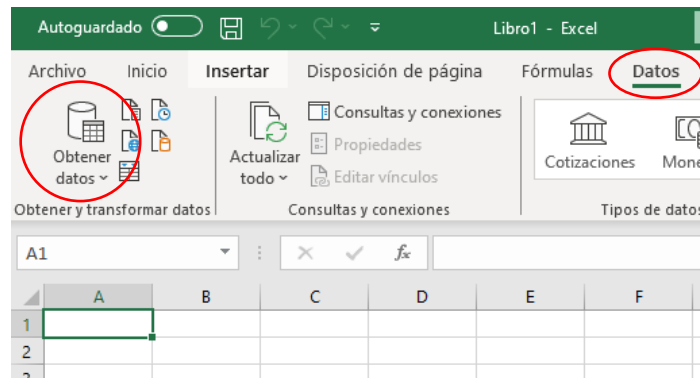 Autoguardado
Libro1 - Excel
Archivo Inicio Insertar Disposición de página Fórmulas Datos
Obtener
datos
Actualizar
todo
Consultas y conexiones
Propiedades
Editar vínculos
Cotizaciones
Obtener y transformar datos
Consultas y conexiones
Tipos de
A1
fx
A B C D E F
1
2